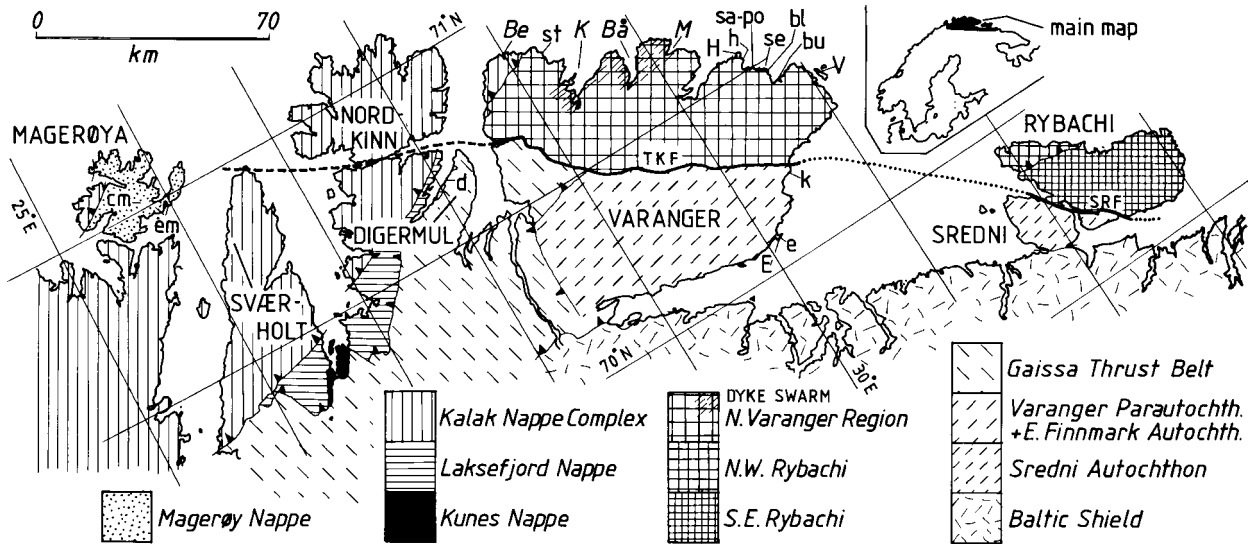 0 70
km
71°N
Be
st
K
Bå
M
sa-po
h
H
se
bl
bu
V
main map
MAGERØYA
NORD-
KINN
RYBACHI
TKF
cm
em
25°E
d
k
SRF
DIGERMUL
VARANGER
SREDNI
e
E
SVÆR-
HOLT
70°N
30°E
Kalak Nappe Complex
Laksefjord Nappe
Kunes Nappe
Magerøy Nappe
DYKE SWARM
N. Varanger Region
N.W. Rybachi
S.E. Rybachi
Gaissa Thrust Belt
Varanger Parautochth.
+E. Finnmark Autochth.
Sredni Autochthon
Baltic Shield